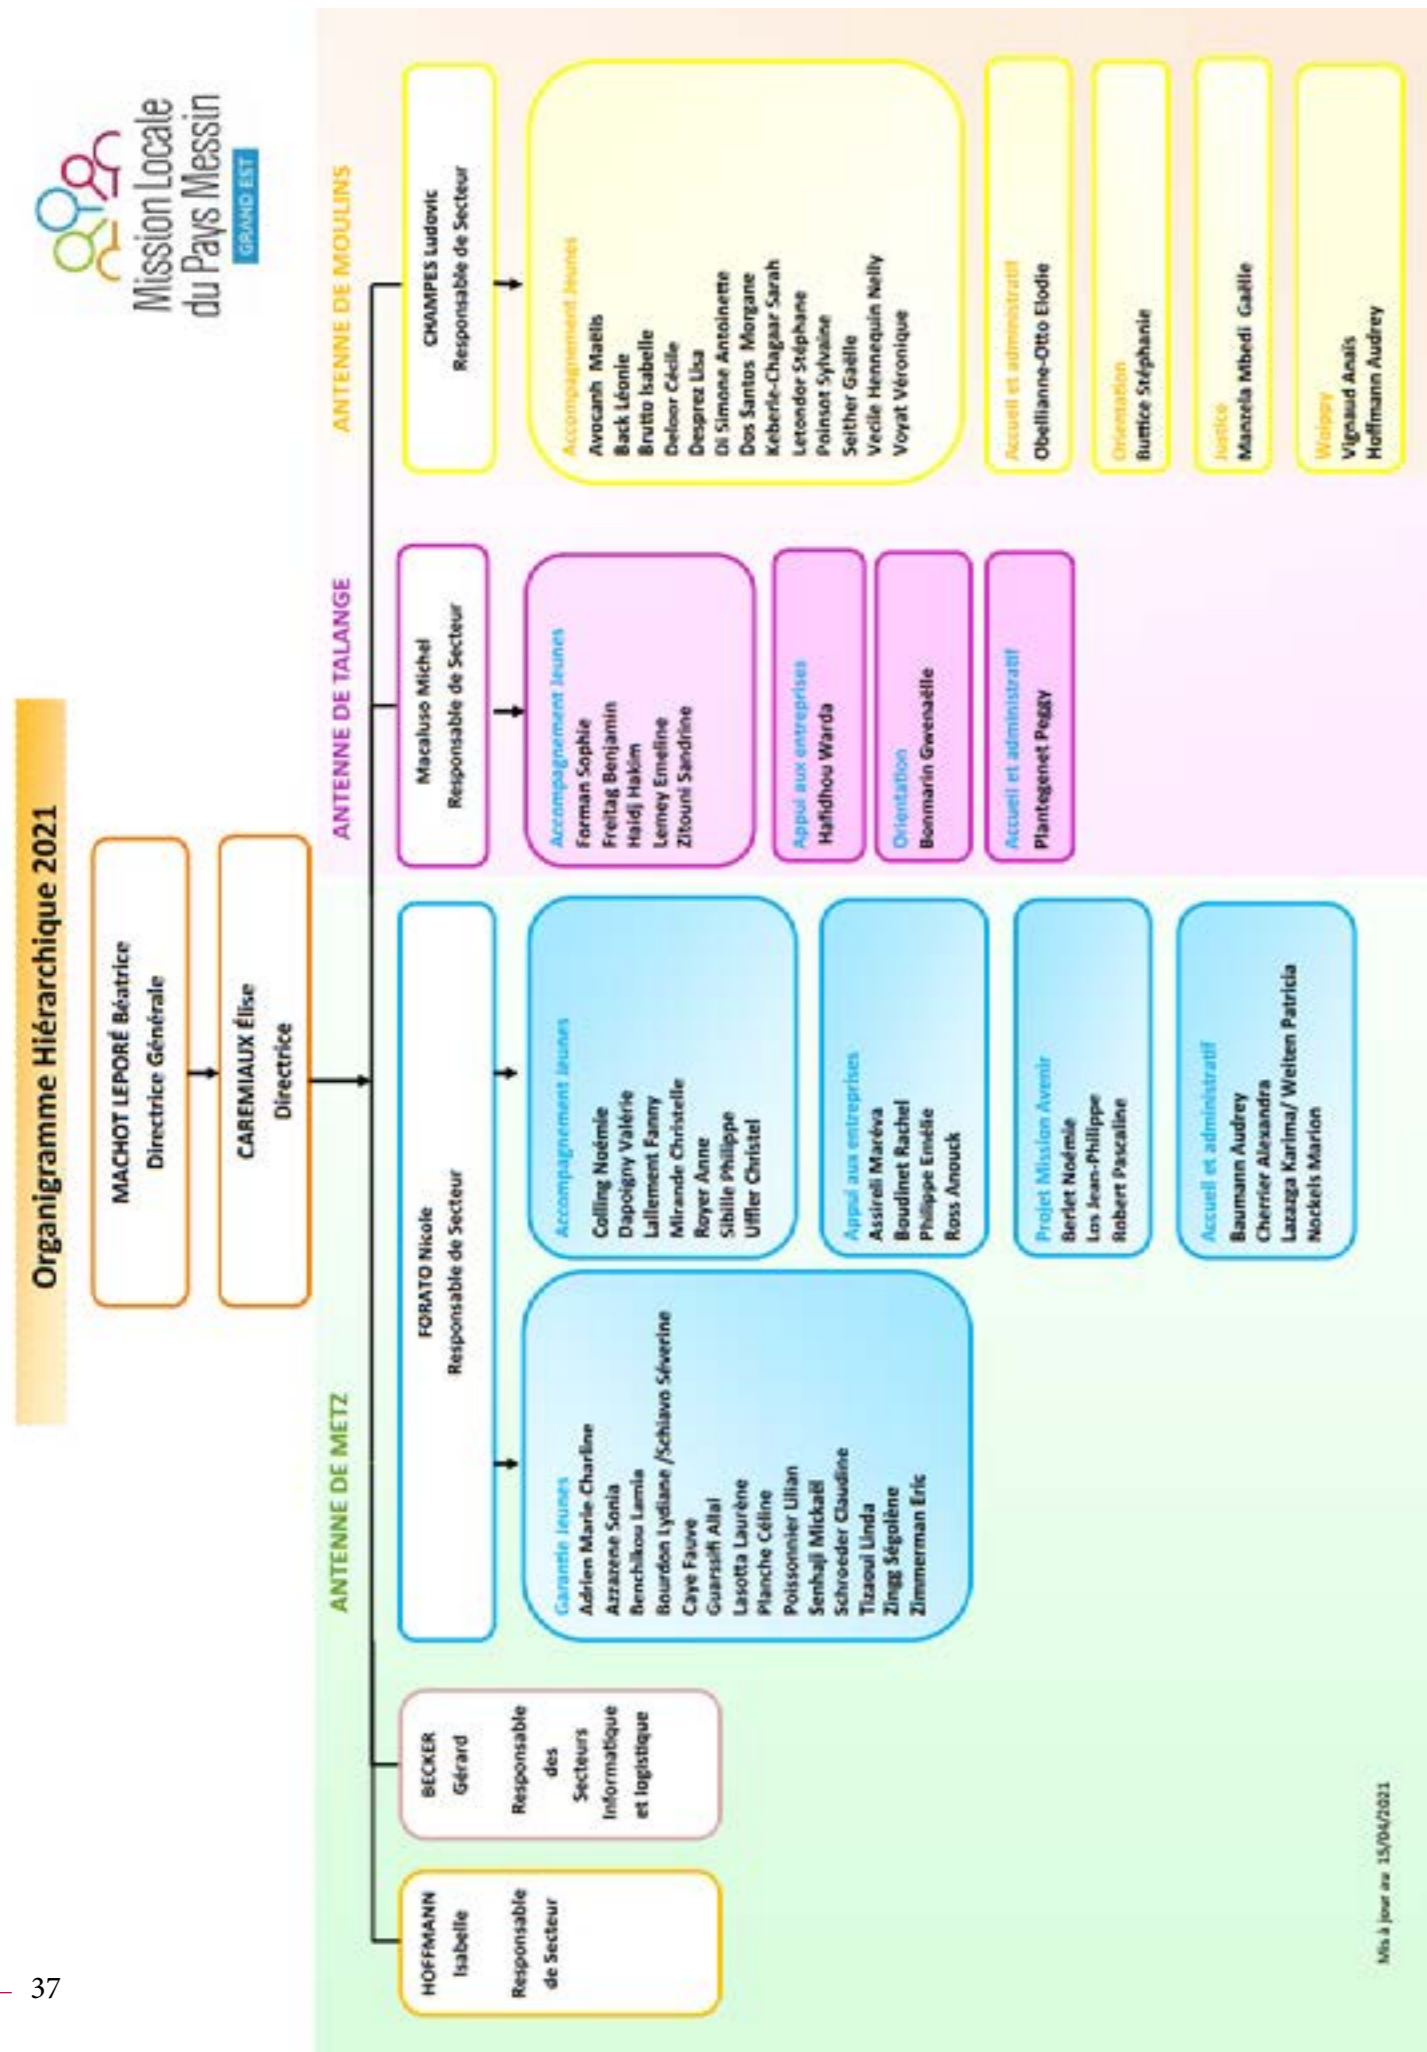 Organigramme Hiérarchique 2021
Mission Locale
du Pays Messin
GRAND EST
MACHOT LEPORÉ Béatrice
Directrice Générale
CAREMIAUX Élise
Directrice
ANTENNE DE METZ
HOFFMANN
Isabelle
Responsable
de Secteur
BECKER
Gérard
Responsable
des
Secteurs
Informatique
et logistique
FORATO Nicole
Responsable de Secteur
Garantie Jeunes
Adrien Marie-Charline
Azzarene Sonia
Benchikou Lamia
Bourdon Lydiane /Schiavo Séverine
Caye Fauve
Guarssifi Allal
Lasotta Laurène
Planche Céline
Poissonnier Lilian
Senhaji Mickaël
Schroeder Claudine
Tizaoui Linda
Zingg Ségolène
Zimmerman Eric
Accompagnement Jeunes
Colling Noémie
Dapoigny Valérie
Lallement Fanny
Mirande Christelle
Royer Anne
Sibille Philippe
Uffler Christel
Appui aux entreprises
Assireli Maréva
Boudinet Rachel
Philippe Emélie
Ross Anouck
Projet Mission Avenir
Berlet Noémie
Los Jean-Philippe
Robert Pascaline
Accueil et administratif
Baumann Audrey
Cherrier Alexandra
Lazazga Karima/ Welten Patricia
Nockels Marion
ANTENNE DE TALANGE
Macaluso Michel
Responsable de Secteur
Accompagnement Jeunes
Forman Sophie
Freitag Benjamin
Haidj Hakim
Lemey Emeline
Zitouni Sandrine
Appui aux entreprises
Hafidhou Warda
Orientation
Bonmarin Gwenaëlle
Accueil et administratif
Plantegenet Peggy
ANTENNE DE MOULINS
CHAMPES Ludovic
Responsable de Secteur
Accompagnement Jeunes
Avocanh Maëlis
Back Léonie
Brutto Isabelle
Deloor Cécile
Desprez Lisa
Di Simone Antoinette
Dos Santos Morgane
Keberle-Chagaar Sarah
Letondor Stéphane
Poinsot Sylvaine
Seither Gaëlle
Vecile Hennequin Nelly
Voyat Véronique
Accueil et administratif
Obellianne-Otto Elodie
Orientation
Buttice Stéphanie
Justice
Manzela Mbedi Gaëlle
Woippy
Vignaud Anaïs
Hoffmann Audrey
Mis à jour au 15/04/2021
37